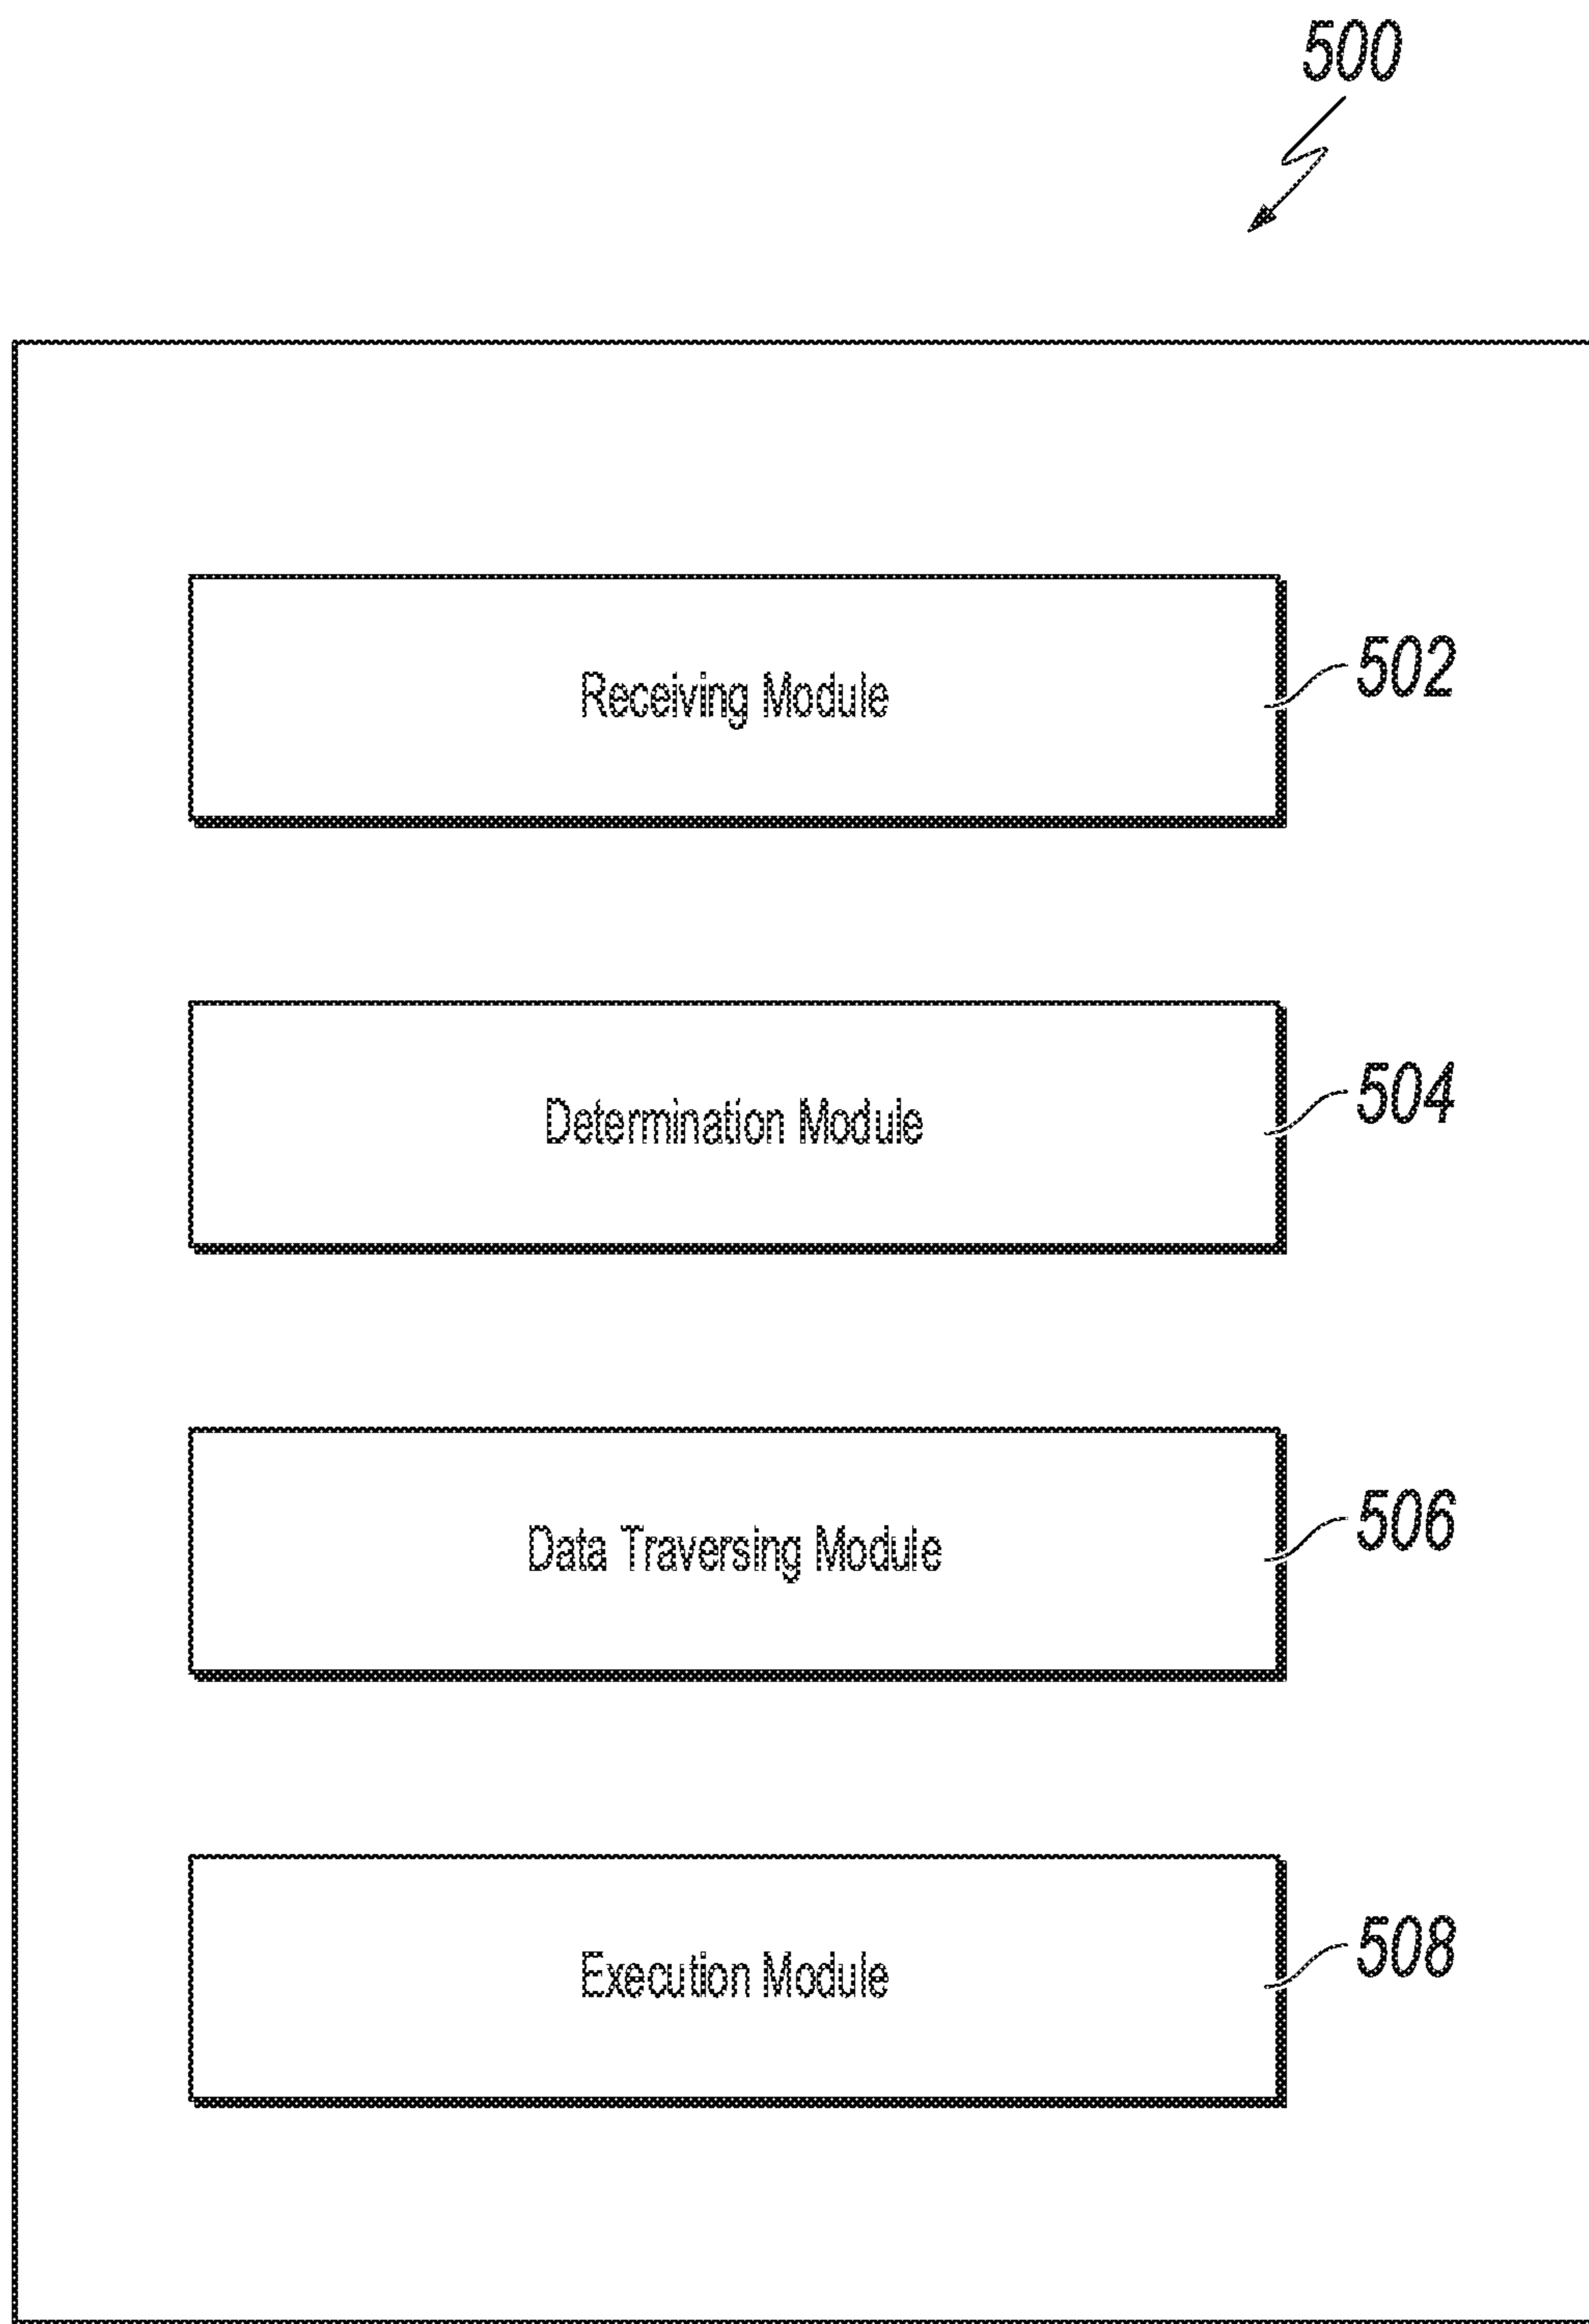 500
Receiving Module
502
Determination Module
504
Data Traversing Module
506
Execution Module
508